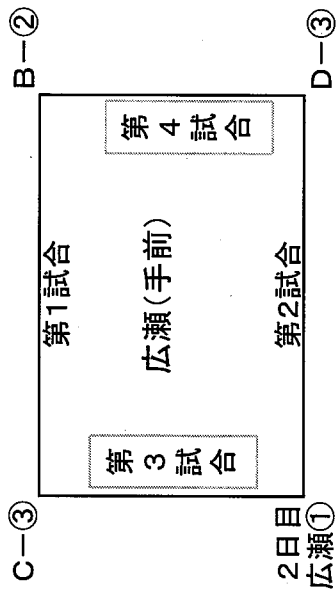 C－③
B－②
第1試合
第3試合
広瀬(手前)
第4試合
第2試合
2日目
広瀬①
D－③